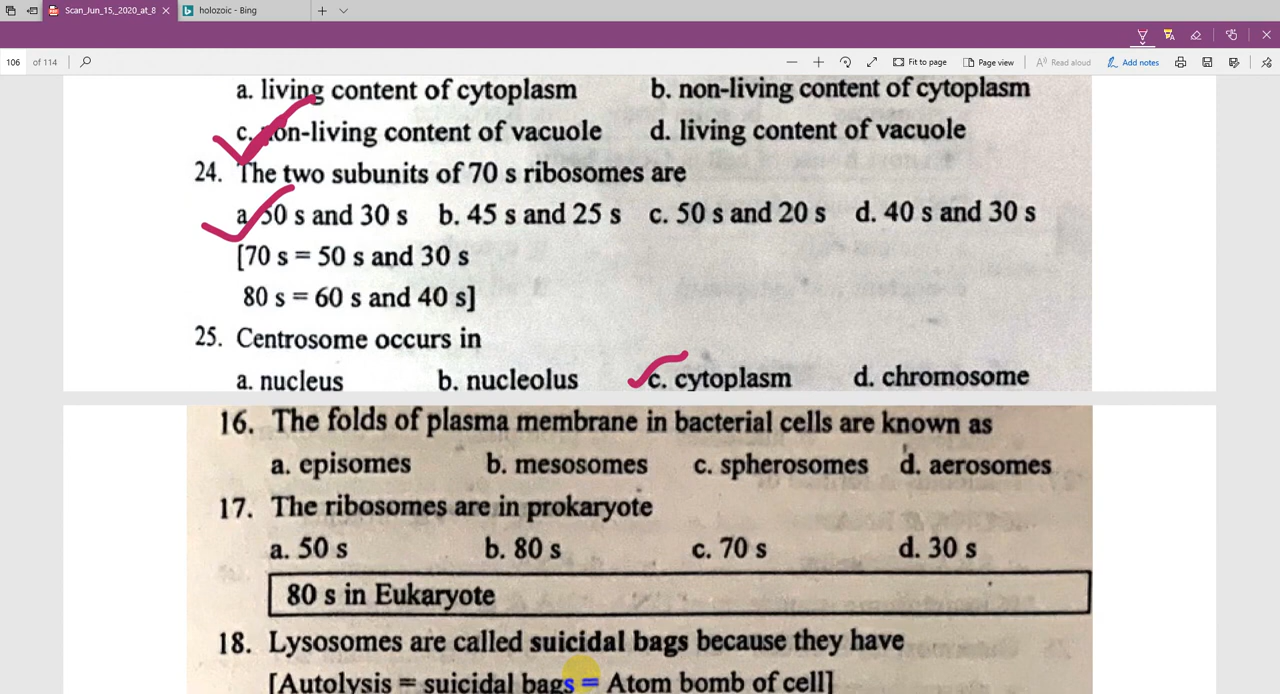 Scan_Jun_15,_2020_at_8
holozoic - Bing
106 of 114
Fit to page
Page view
Read aloud
Add notes
a. living content of cytoplasm b. non-living content of cytoplasm
c. non-living content of vacuole d. living content of vacuole
24. The two subunits of 70 s ribosomes are
a. 50 s and 30 s b. 45 s and 25 s c. 50 s and 20 s d. 40 s and 30 s
[70 s = 50 s and 30 s
80 s = 60 s and 40 s]
25. Centrosome occurs in
a. nucleus b. nucleolus c. cytoplasm d. chromosome
16. The folds of plasma membrane in bacterial cells are known as
a. episomes b. mesosomes c. spherosomes d. aerosomes
17. The ribosomes are in prokaryote
a. 50 s b. 80 s c. 70 s d. 30 s
80 s in Eukaryote
18. Lysosomes are called suicidal bags because they have
[Autolysis = suicidal bags = Atom bomb of cell]